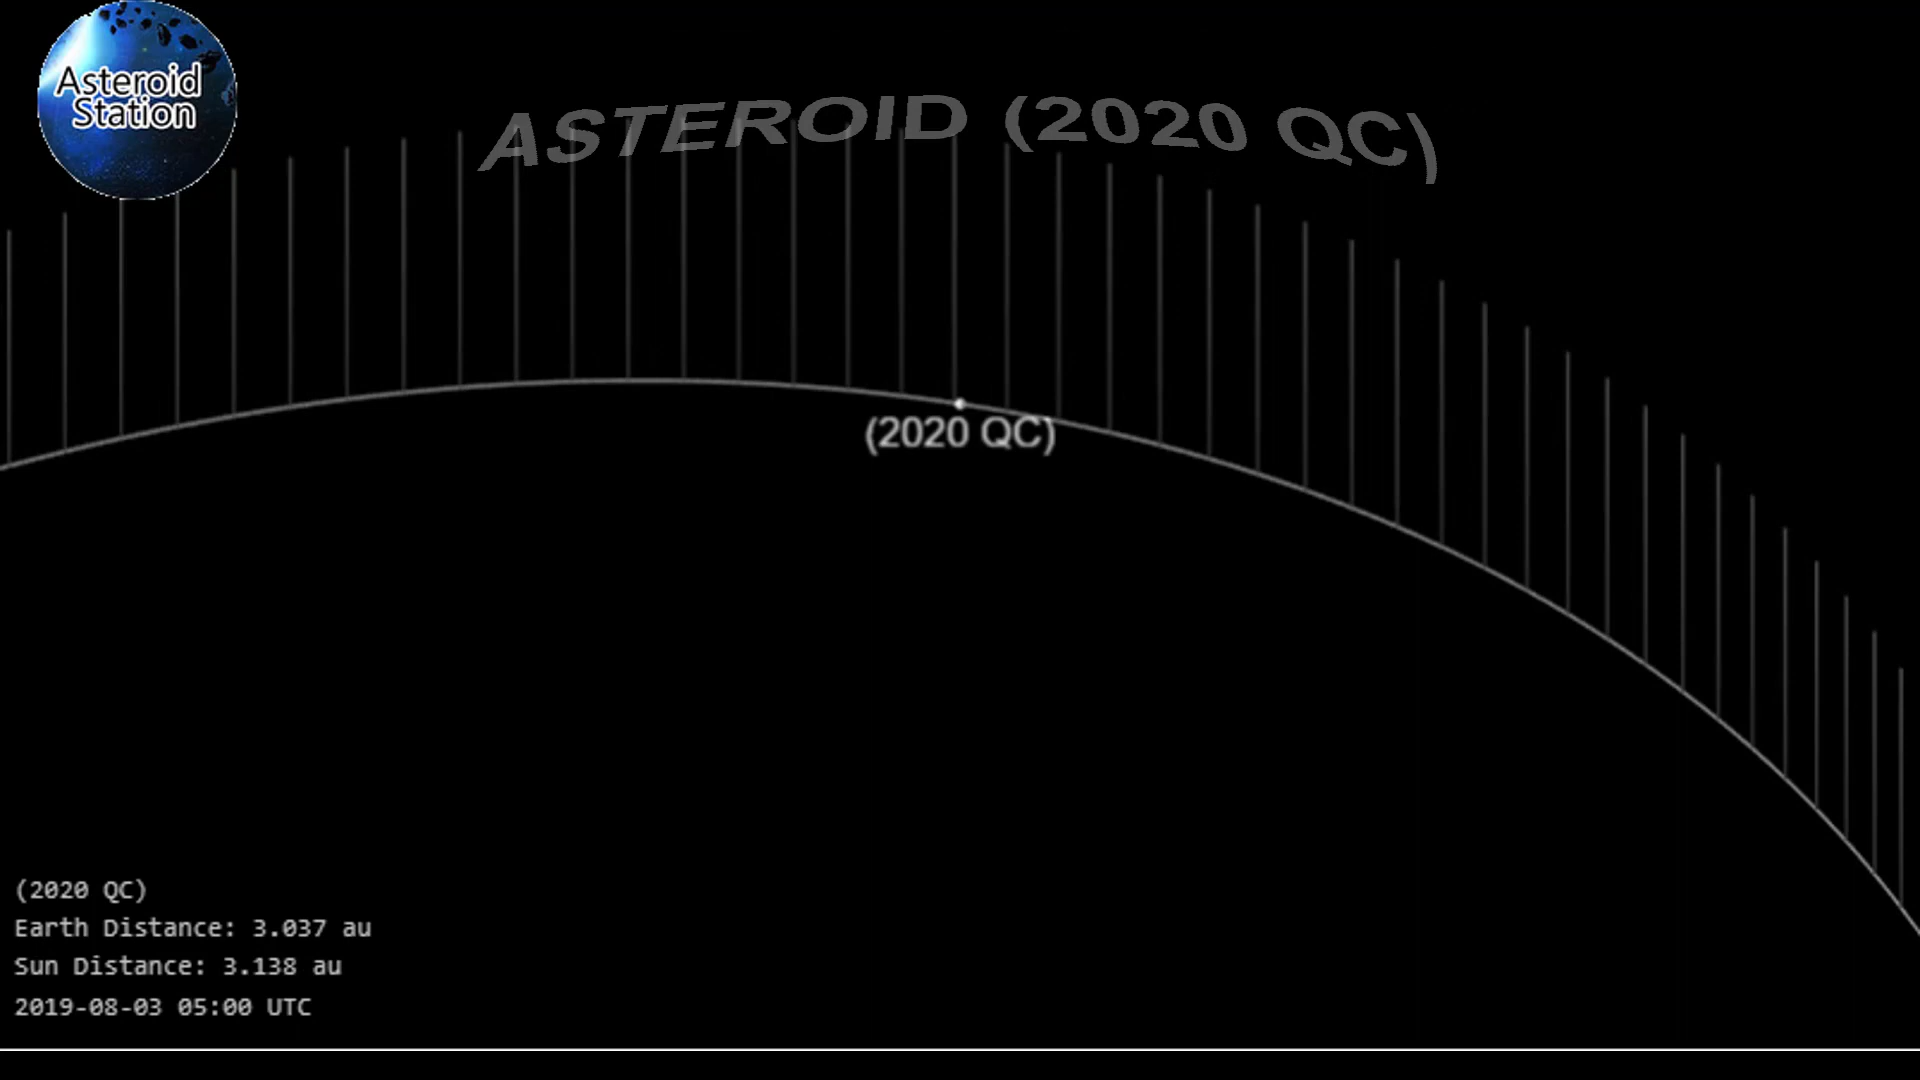 Asteroid
Station
ASTEROID (2020 QC)
(2020 QC)
(2020 QC)
Earth Distance: 3.037 au
Sun Distance: 3.138 au
2019-08-03 05:00 UTC